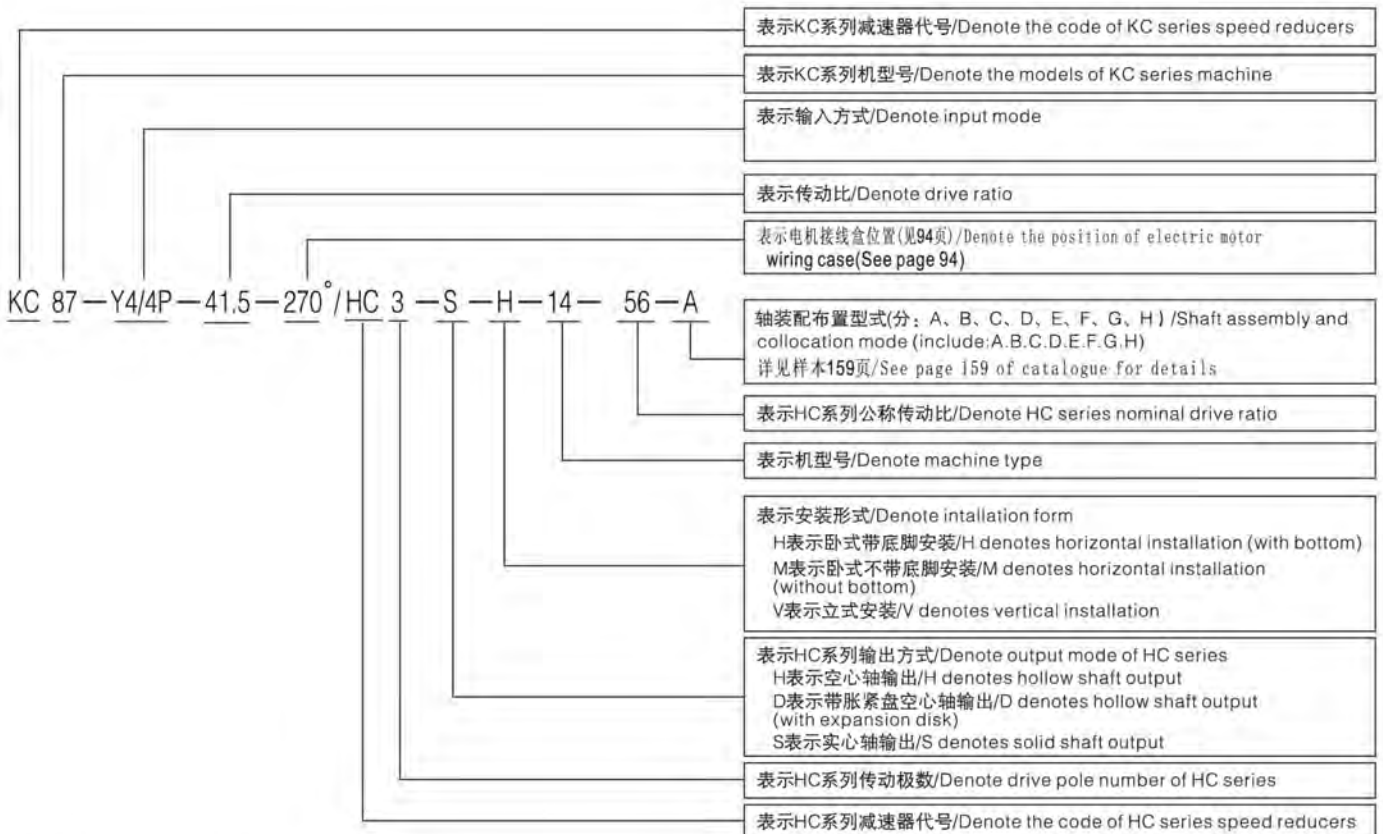 表示KC系列减速器代号/Denote the code of KC series speed reducers
表示KC系列机型号/Denote the models of KC series machine
表示输入方式/Denote input mode
表示传动比/Denote drive ratio
表示电机接线盒位置(见94页)/Denote the position of electric motor
wiring case(See page 94)
KC 87—Y4/4P—41.5—270°/HC 3—S—H—14—56—A
轴装配布置型式(分：A、B、C、D、E、F、G、H)/Shaft assembly and
collocation mode (include:A.B.C.D.E.F.G.H)
详见样本159页/See page 159 of catalogue for details
表示HC系列公称传动比/Denote HC series nominal drive ratio
表示机型号/Denote machine type
表示安装形式/Denote intallation form
H表示卧式带底脚安装/H denotes horizontal installation (with bottom)
M表示卧式不带底脚安装/M denotes horizontal installation
(without bottom)
V表示立式安装/V denotes vertical installation
表示HC系列输出方式/Denote output mode of HC series
H表示空心轴输出/H denotes hollow shaft output
D表示带胀紧盘空心轴输出/D denotes hollow shaft output
(with expansion disk)
S表示实心轴输出/S denotes solid shaft output
表示HC系列传动极数/Denote drive pole number of HC series
表示HC系列减速器代号/Denote the code of HC series speed reducers